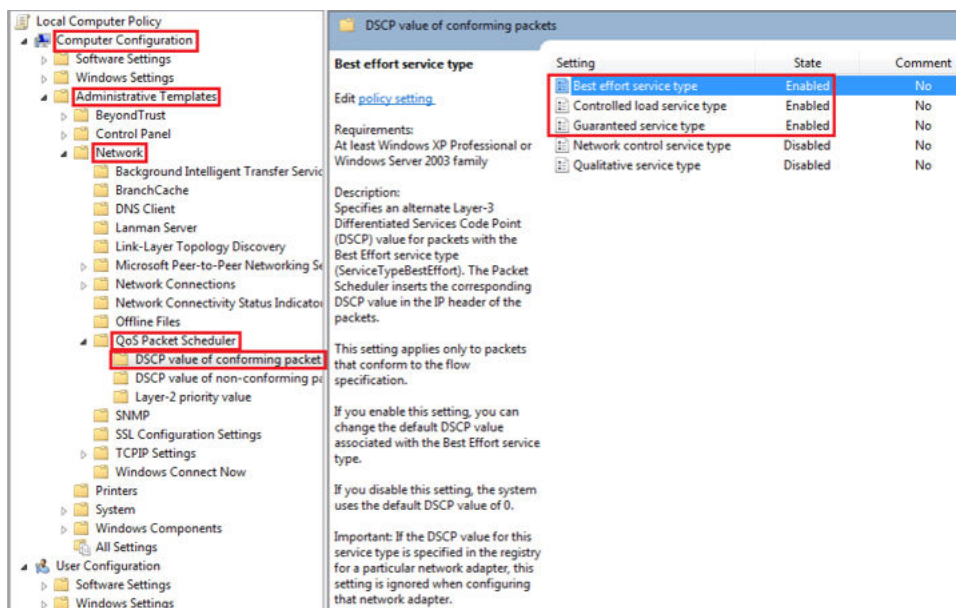 Local Computer Policy
Computer Configuration
Software Settings
Windows Settings
Administrative Templates
BeyondTrust
Control Panel
Network
Background Intelligent Transfer Servic
BranchCache
DNS Client
Lanman Server
Link-Layer Topology Discovery
Microsoft Peer-to-Peer Networking Se
Network Connections
Network Connectivity Status Indicator
Offline Files
QoS Packet Scheduler
DSCP value of conforming packet
DSCP value of non-conforming pa
Layer-2 priority value
SNMP
SSL Configuration Settings
TCPIP Settings
Windows Connect Now
Printers
System
Windows Components
All Settings
User Configuration
Software Settings
Windows Settings
DSCP value of conforming packets
Best effort service type
Edit policy setting
Requirements:
At least Windows XP Professional or
Windows Server 2003 family
Description:
Specifies an alternate Layer-3
Differentiated Services Code Point
(DSCP) value for packets with the
Best Effort service type
(ServiceTypeBestEffort). The Packet
Scheduler inserts the corresponding
DSCP value in the IP header of the
packets.
This setting applies only to packets
that conform to the flow
specification.
If you enable this setting, you can
change the default DSCP value
associated with the Best Effort service
type.
If you disable this setting, the system
uses the default DSCP value of 0.
Important: If the DSCP value for this
service type is specified in the registry
for a particular network adapter, this
setting is ignored when configuring
that network adapter.
Setting State Comment
Best effort service type Enabled No
Controlled load service type Enabled No
Guaranteed service type Enabled No
Network control service type Disabled No
Qualitative service type Disabled No